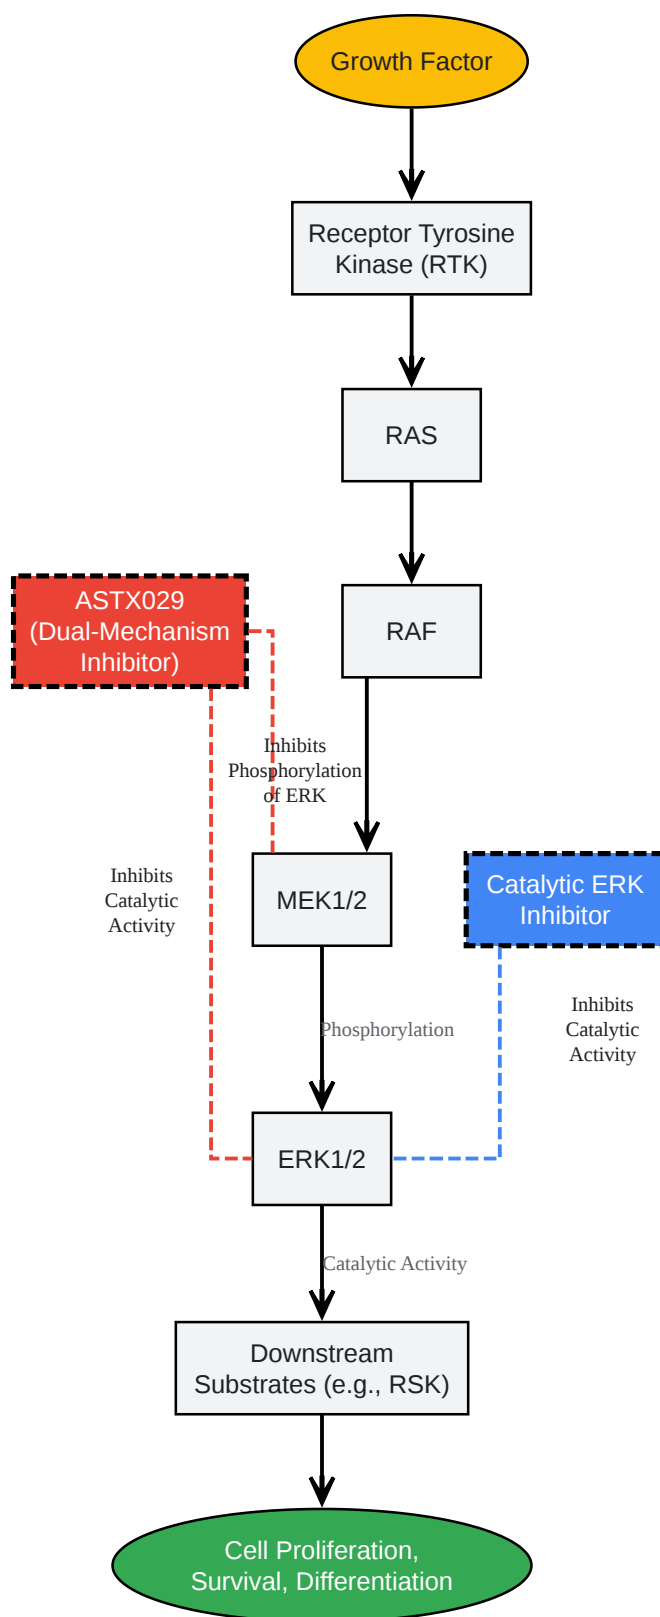 Growth Factor
Receptor Tyrosine
Kinase (RTK)
RAS
RAF
ASTX029
(Dual-Mechanism
Inhibitor)
Inhibits
Phosphorylation
of ERK
Inhibits
Catalytic
Activity
MEK1/2
Catalytic ERK
Inhibitor
Phosphorylation
Inhibits
Catalytic
Activity
ERK1/2
Catalytic Activity
Downstream
Substrates (e.g., RSK)
Cell Proliferation,
Survival, Differentiation